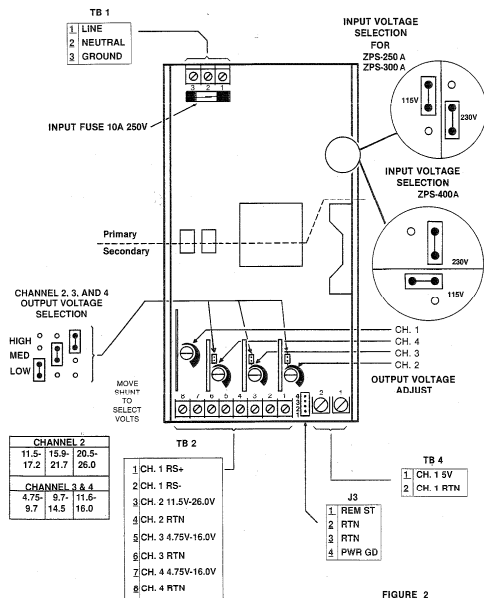 TB 1
1 LINE
2 NEUTRAL
3 GROUND
INPUT VOLTAGE
SELECTION
FOR
ZPS-250 A
ZPS-300 A
115V
230V
3 2 1
INPUT FUSE 10A 250V
INPUT VOLTAGE
SELECTION
ZPS-400A
230V
115V
Primary
Secondary
CHANNEL 2, 3, AND 4
OUTPUT VOLTAGE
SELECTION
HIGH
MED
LOW
MOVE
SHUNT
TO
SELECT
VOLTS
CH. 1
CH. 4
CH. 3
CH. 2
OUTPUT VOLTAGE
ADJUST
8 7 6 5 4 3 2 1
4
3
2
1
2 1
CHANNEL 2
11.5- 15.9- 20.5-
17.2 21.7 26.0
CHANNEL 3 & 4
4.75- 9.7- 11.6-
9.7 14.5 16.0
TB 2
1 CH. 1 RS+
2 CH. 1 RS-
3 CH. 2 11.5V-26.0V
4 CH. 2 RTN
5 CH. 3 4.75V-16.0V
6 CH. 3 RTN
7 CH. 4 4.75V-16.0V
8 CH. 4 RTN
J3
1 REM ST
2 RTN
3 RTN
4 PWR GD
TB 4
1 CH. 1 5V
2 CH. 1 RTN
FIGURE 2